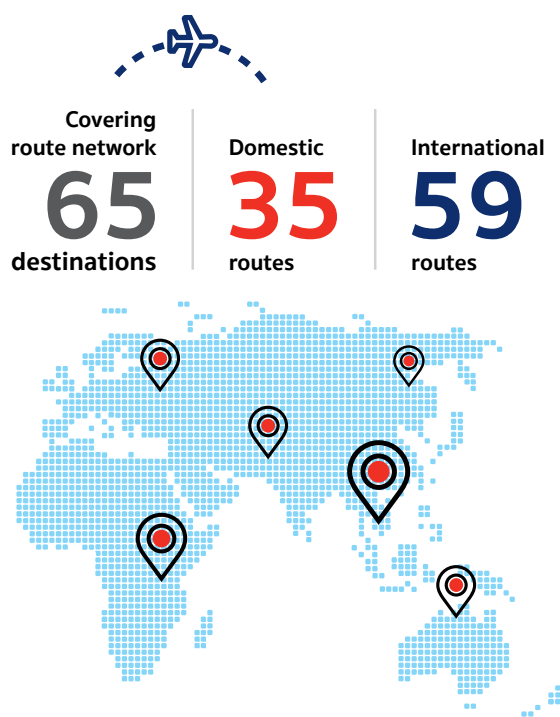 Covering
route network
65
destinations
Domestic
35
routes
International
59
routes